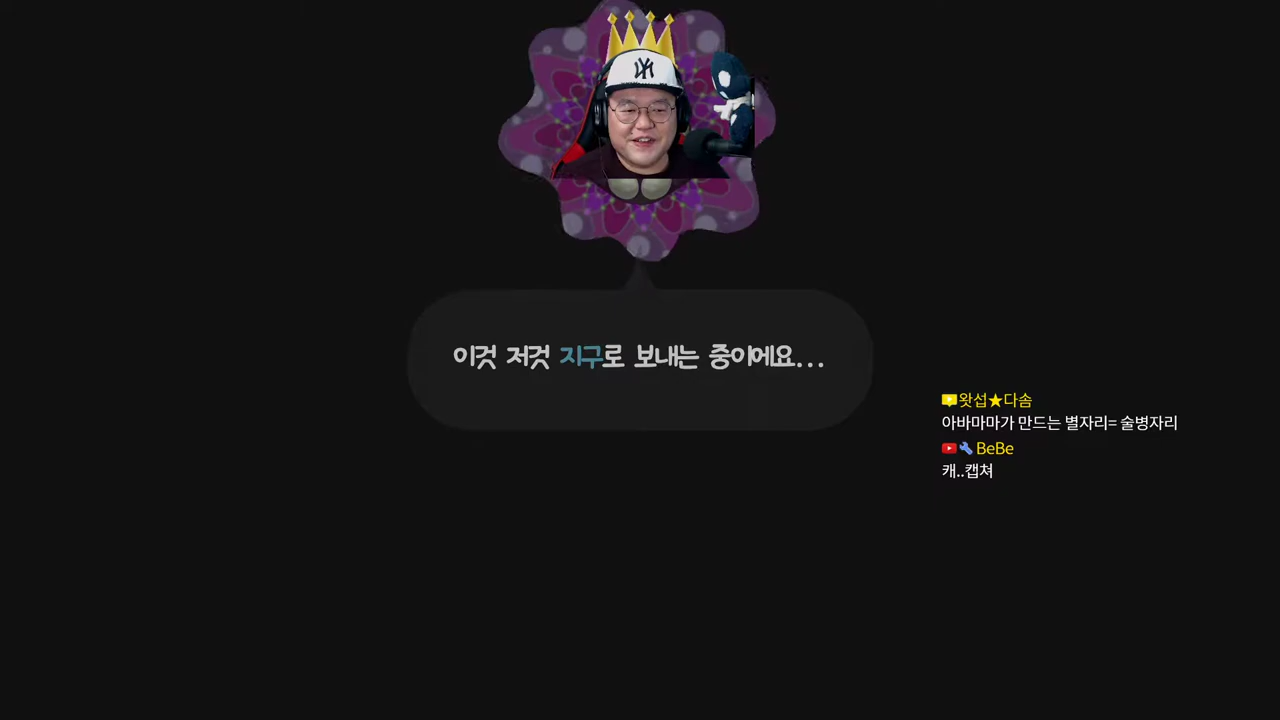 이것 저것 지구로 보내는 중이에요...
왓섭★다솜
아바마마가 만드는 별자리= 술병자리
BeBe
캐..캡쳐